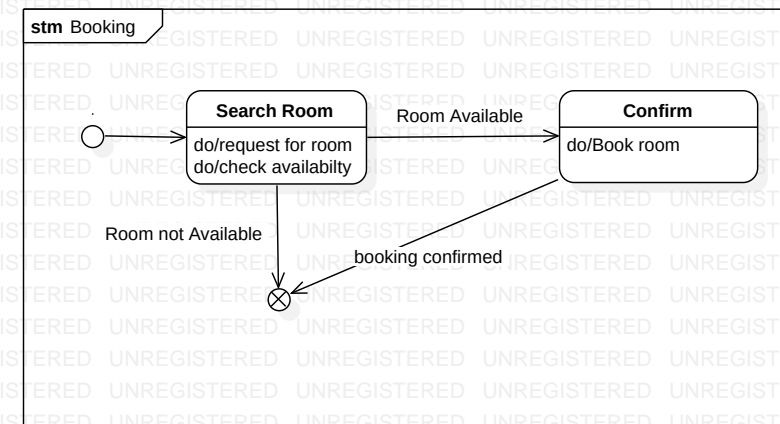 stm Booking
Search Room
do/request for room
do/check availabilty
Room Available
Confirm
do/Book room
Room not Available
booking confirmed
UNREGISTERED